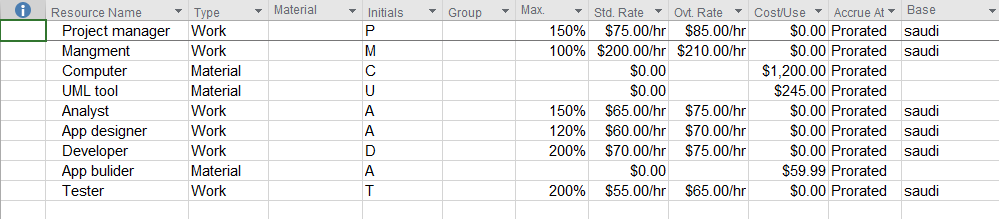 Resource Name Type Material Initials Group Max. Std. Rate Ovt. Rate Cost/Use Accrue At Base
Project manager Work P 150% $75.00/hr $85.00/hr $0.00 Prorated saudi
Mangment Work M 100% $200.00/hr $210.00/hr $0.00 Prorated saudi
Computer Material C $0.00 $1,200.00 Prorated
UML tool Material U $0.00 $245.00 Prorated
Analyst Work A 150% $65.00/hr $75.00/hr $0.00 Prorated saudi
App designer Work A 120% $60.00/hr $70.00/hr $0.00 Prorated saudi
Developer Work D 200% $70.00/hr $75.00/hr $0.00 Prorated saudi
App bulider Material A $0.00 $59.99 Prorated
Tester Work T 200% $55.00/hr $65.00/hr $0.00 Prorated saudi